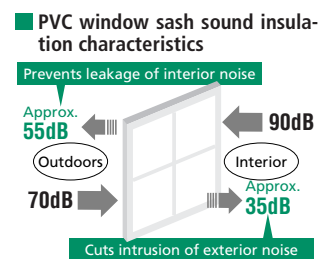 PVC window sash sound insula-
tion characteristics
Prevents leakage of interior noise
Approx.
55dB
90dB
Outdoors
Interior
70dB
Approx.
35dB
Cuts intrusion of exterior noise